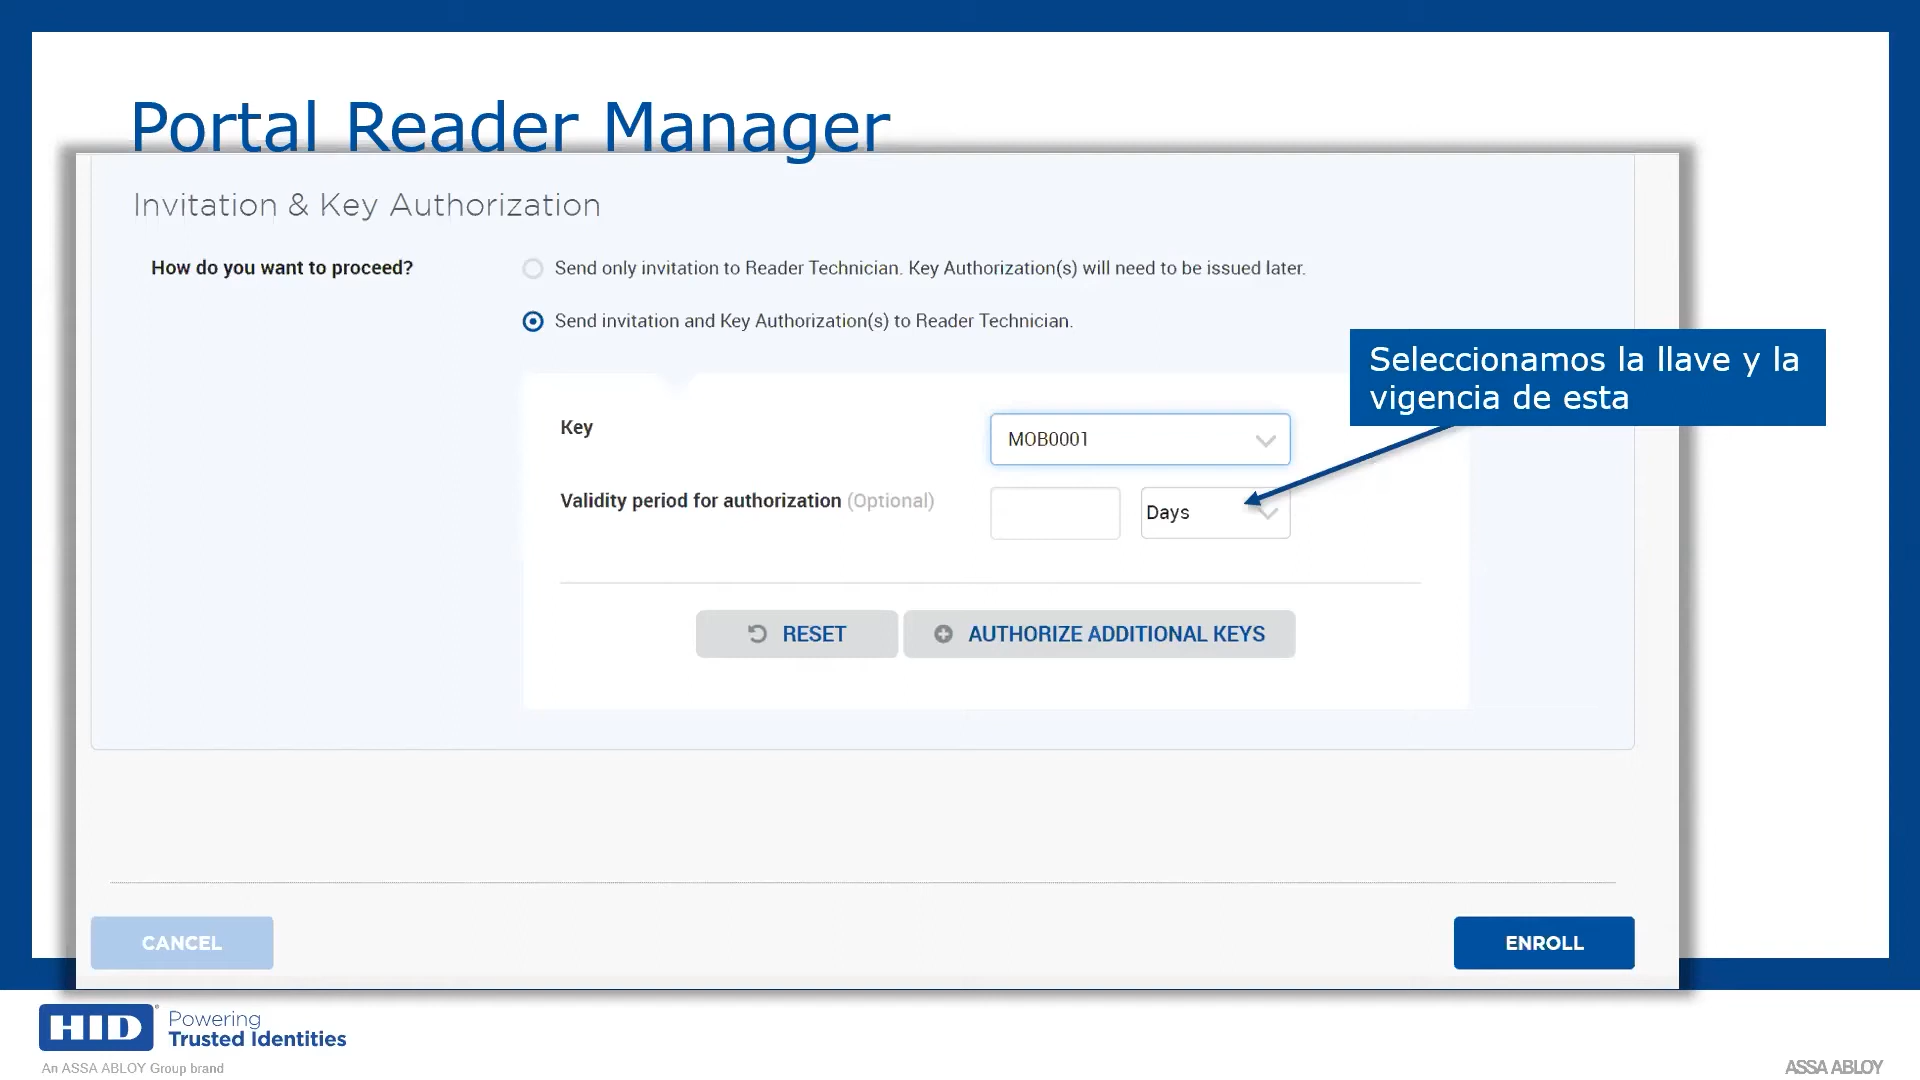 Portal Reader Manager
Invitation & Key Authorization
How do you want to proceed?
Send only invitation to Reader Technician. Key Authorization(s) will need to be issued later.
Send invitation and Key Authorization(s) to Reader Technician.
Seleccionamos la llave y la
vigencia de esta
Key
MOB0001
Validity period for authorization (Optional)
Days
RESET
AUTHORIZE ADDITIONAL KEYS
CANCEL
ENROLL
HID
Powering
Trusted Identities
An ASSA ABLOY Group brand
ASSA ABLOY